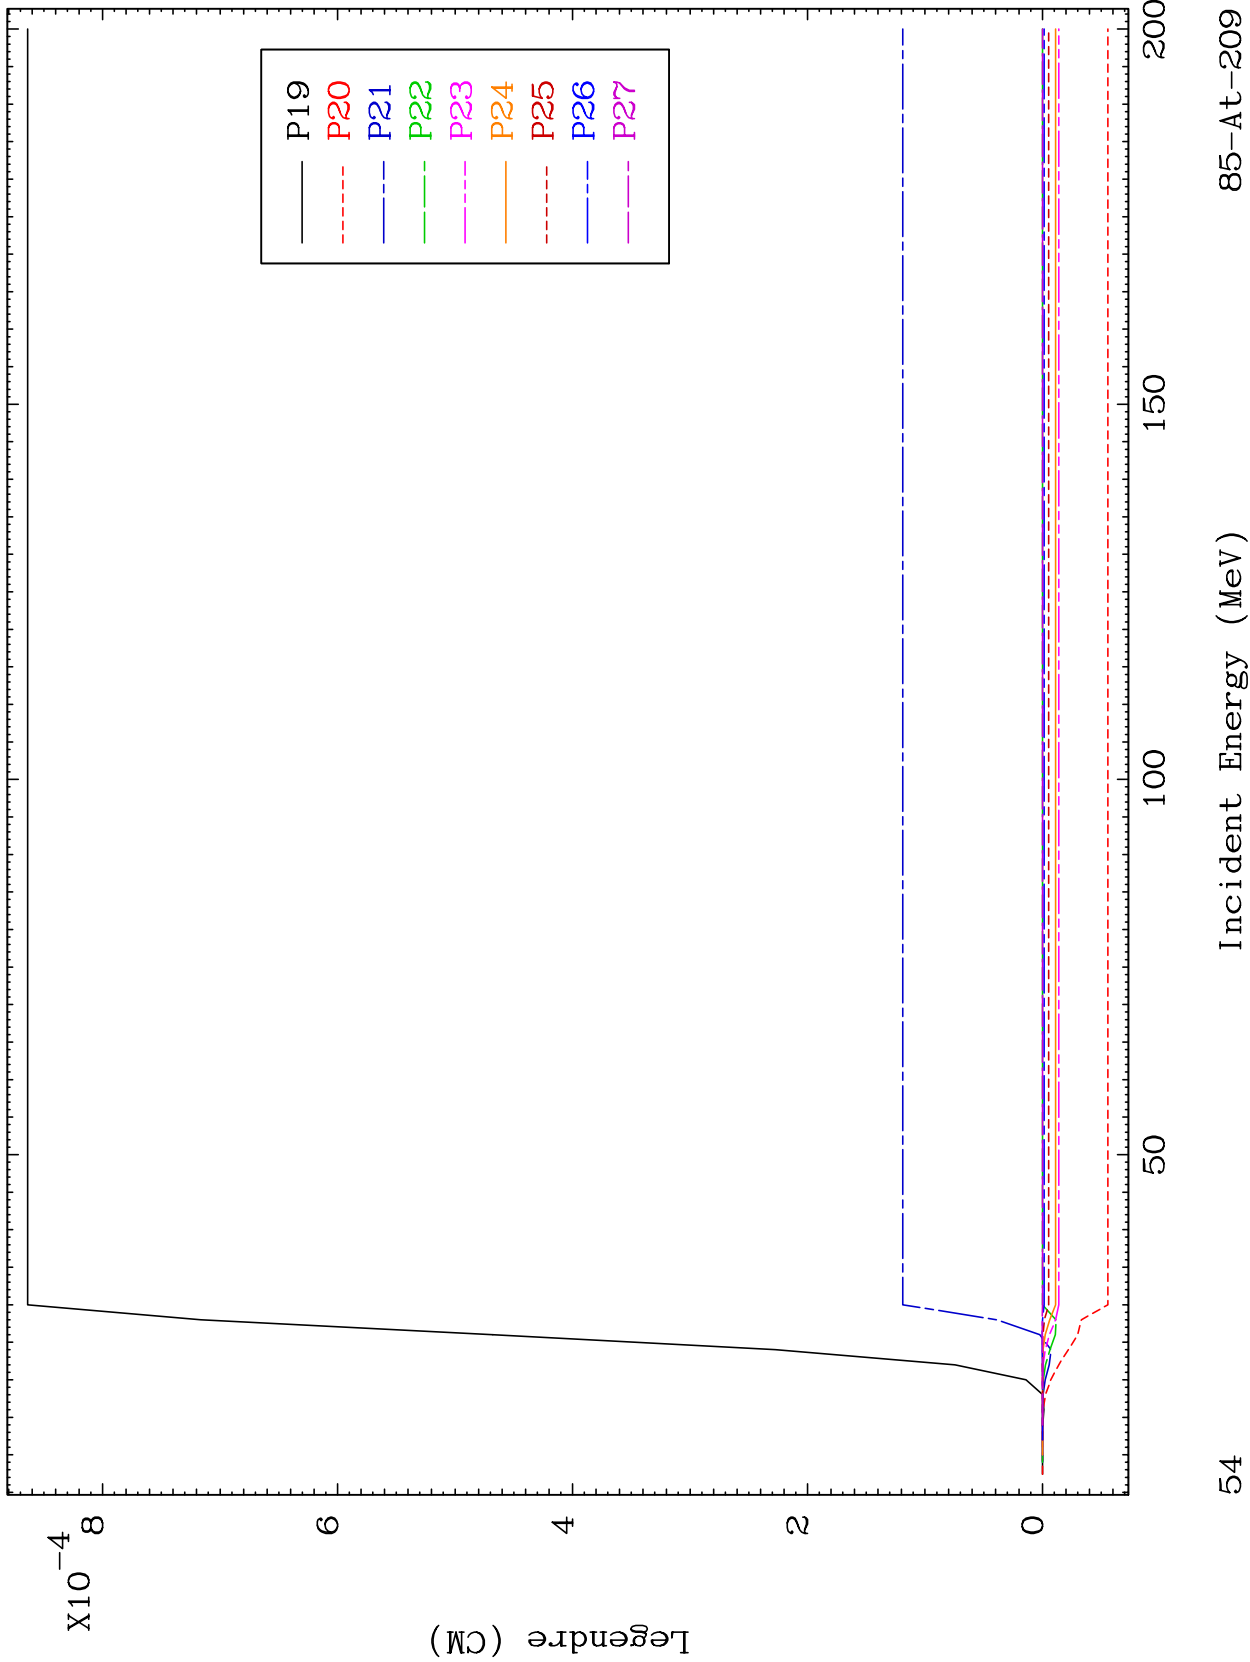 X10-4
8
6
4
2
0
Legendre (CM)
P19
P20
P21
P22
P23
P24
P25
P26
P27
50
100
150
200
Incident Energy (MeV)
54
85-At-209